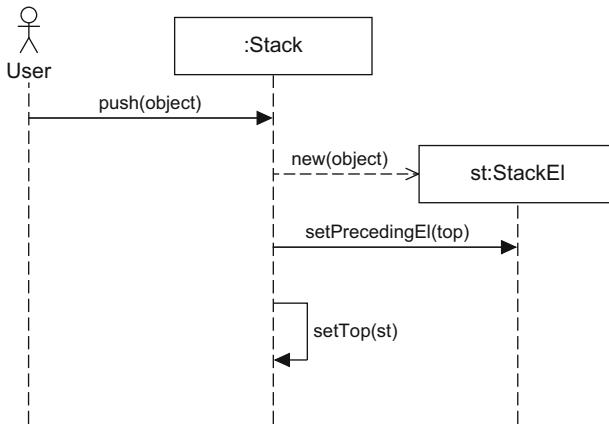 :Stack
User
push(object)
new(object)
st:StackEl
setPrecedingEl(top)
setTop(st)